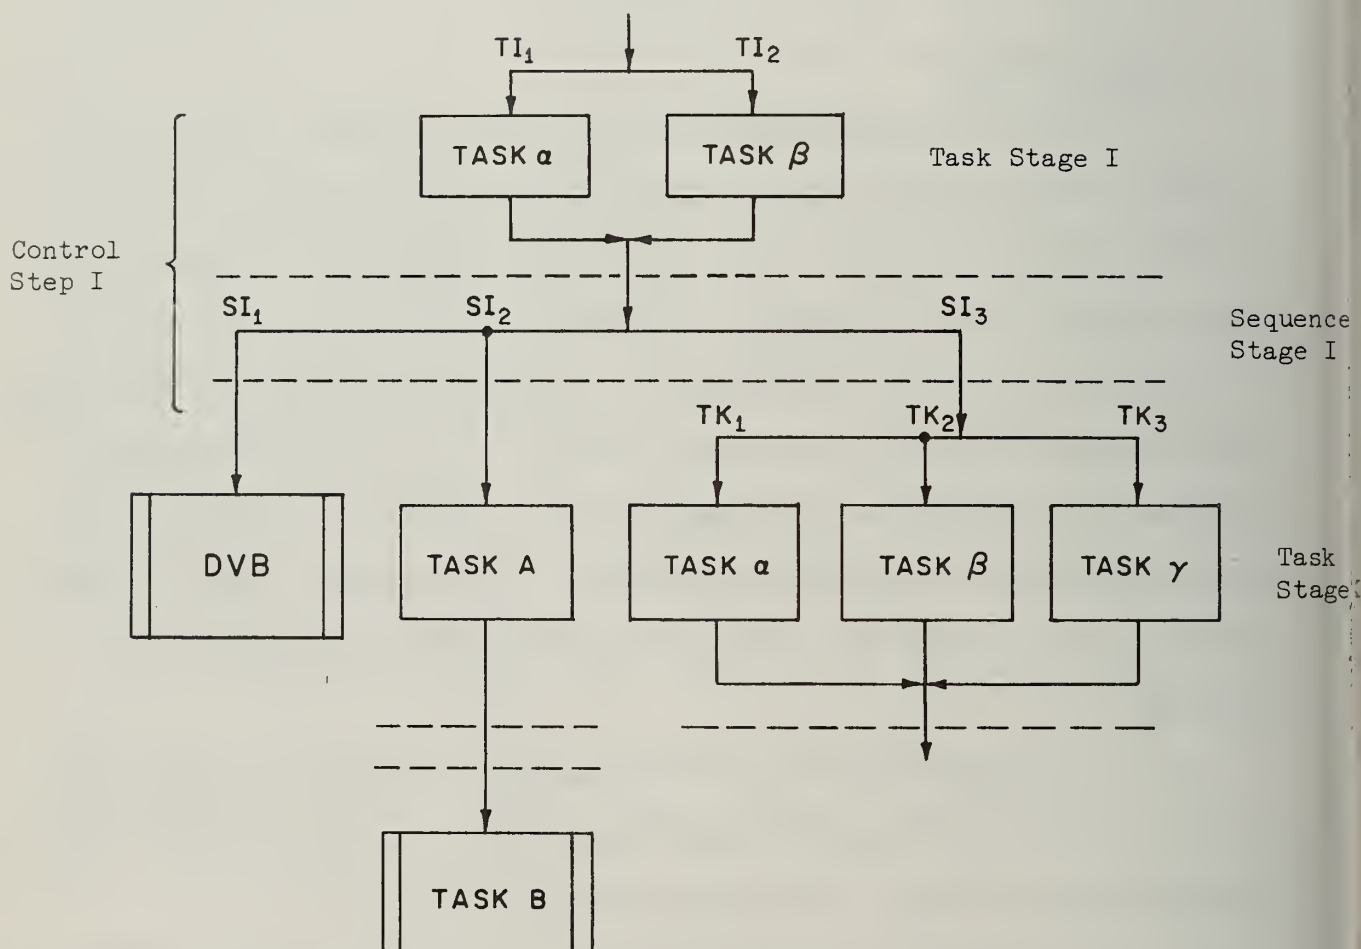 TI₁ TI₂
TASK α TASK β Task Stage I
Control
Step I
SI₁ SI₂ SI₃
Sequence
Stage I
TK₁ TK₂ TK₃
DVB TASK A TASK α TASK β TASK γ
Task
Stage
TASK B